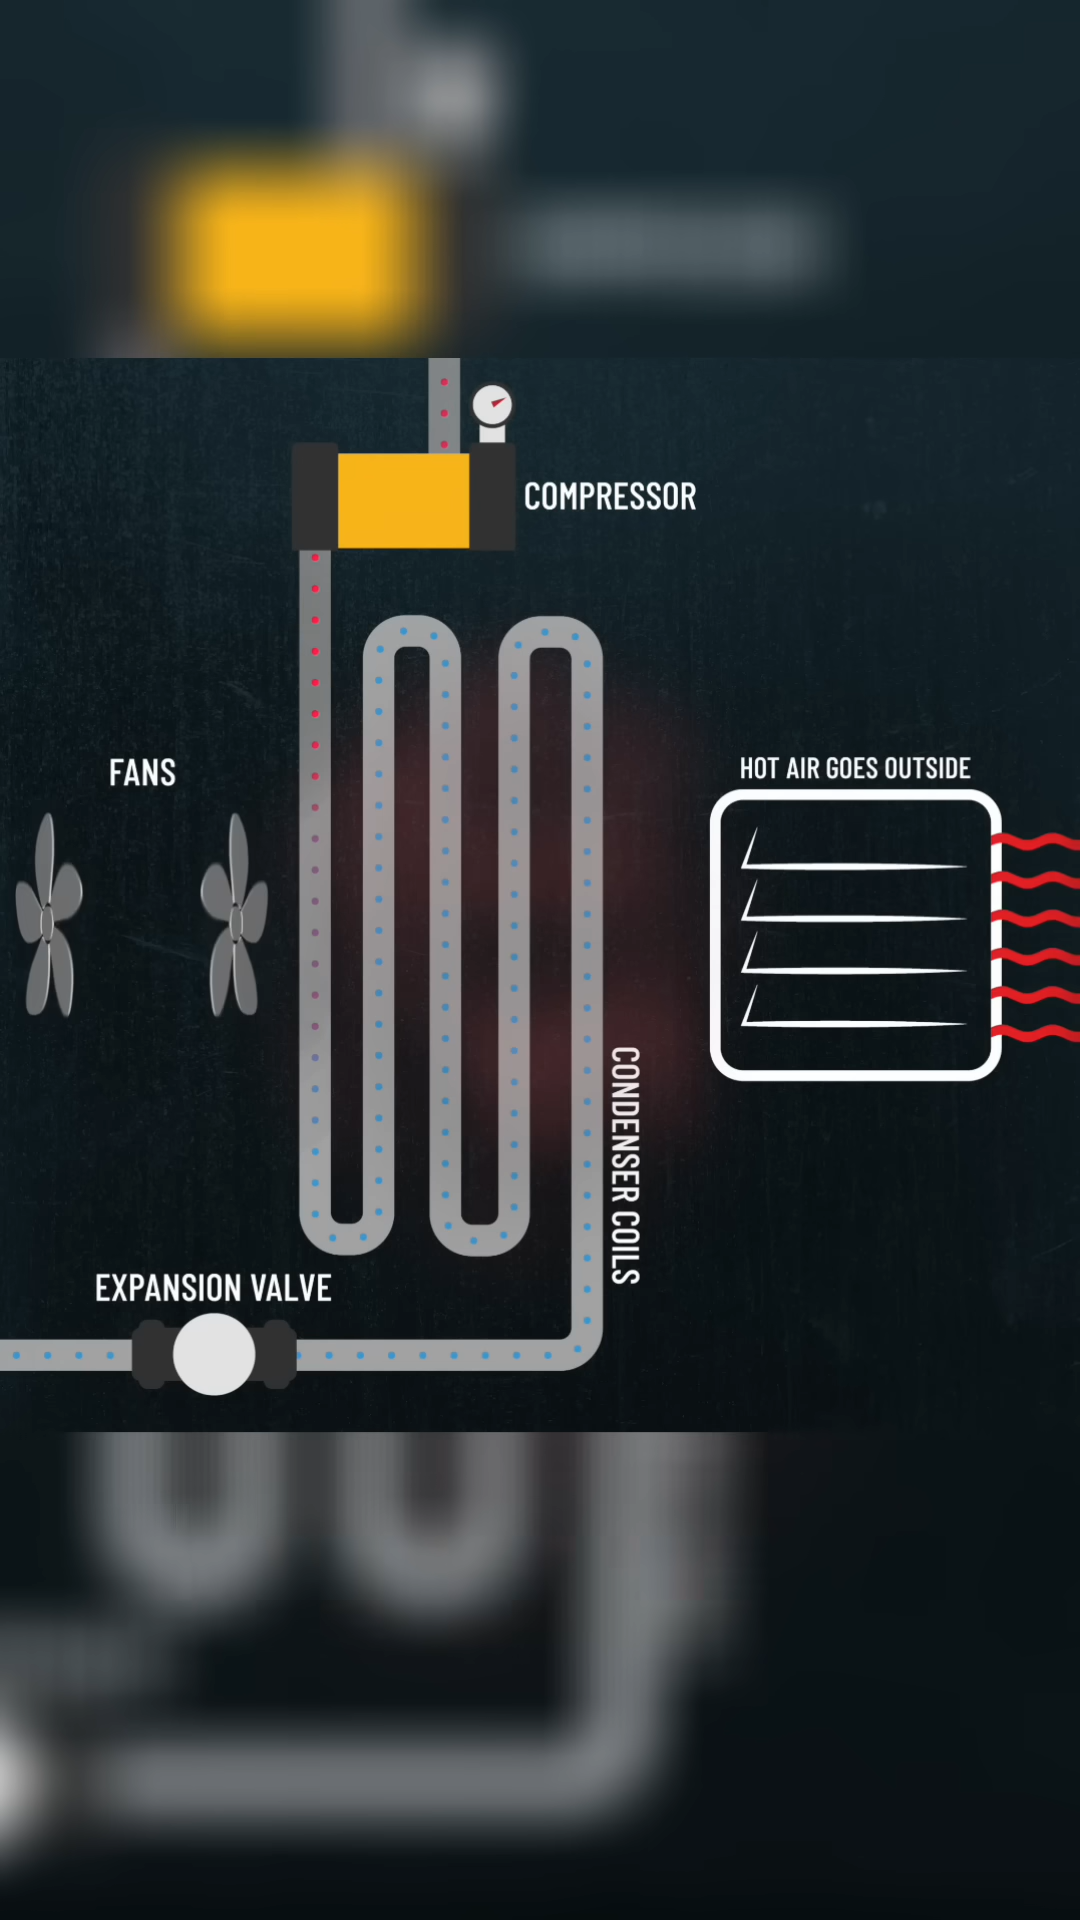 COMPRESSOR
FANS
HOT AIR GOES OUTSIDE
CONDENSER COILS
EXPANSION VALVE